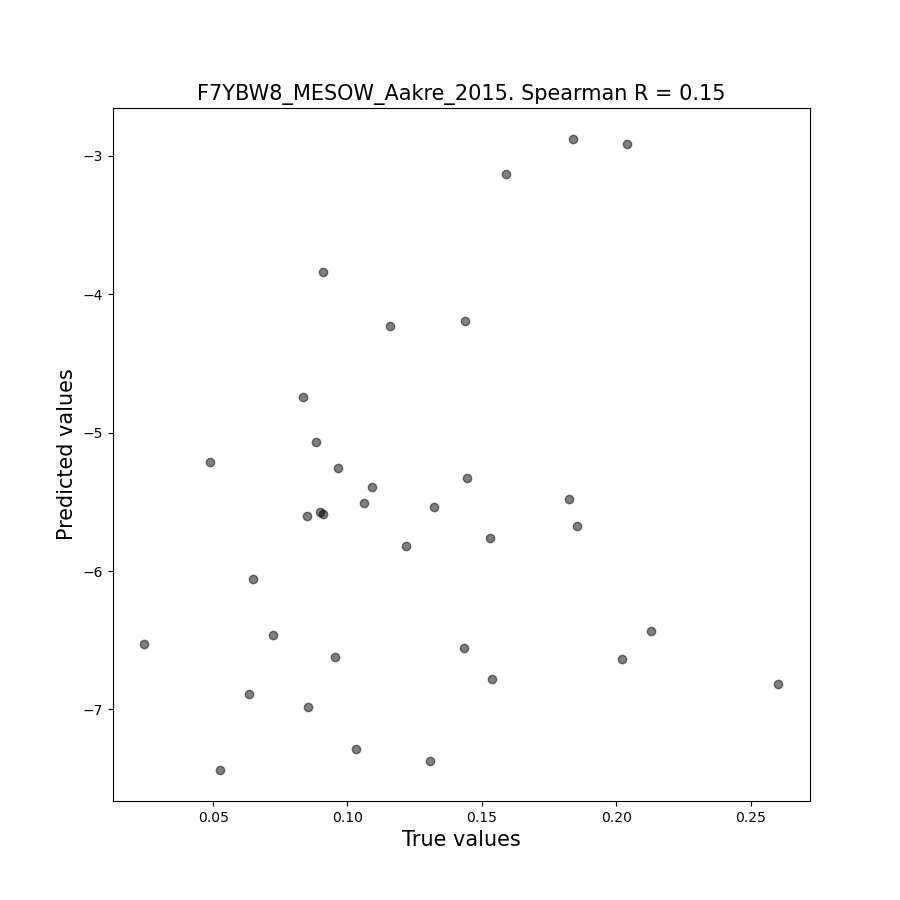 F7YBW8_MESOW_Aakre_2015. Spearman R = 0.15
−3
−4
−5
−6
−7
Predicted values
0.05 0.10 0.15 0.20 0.25
True values